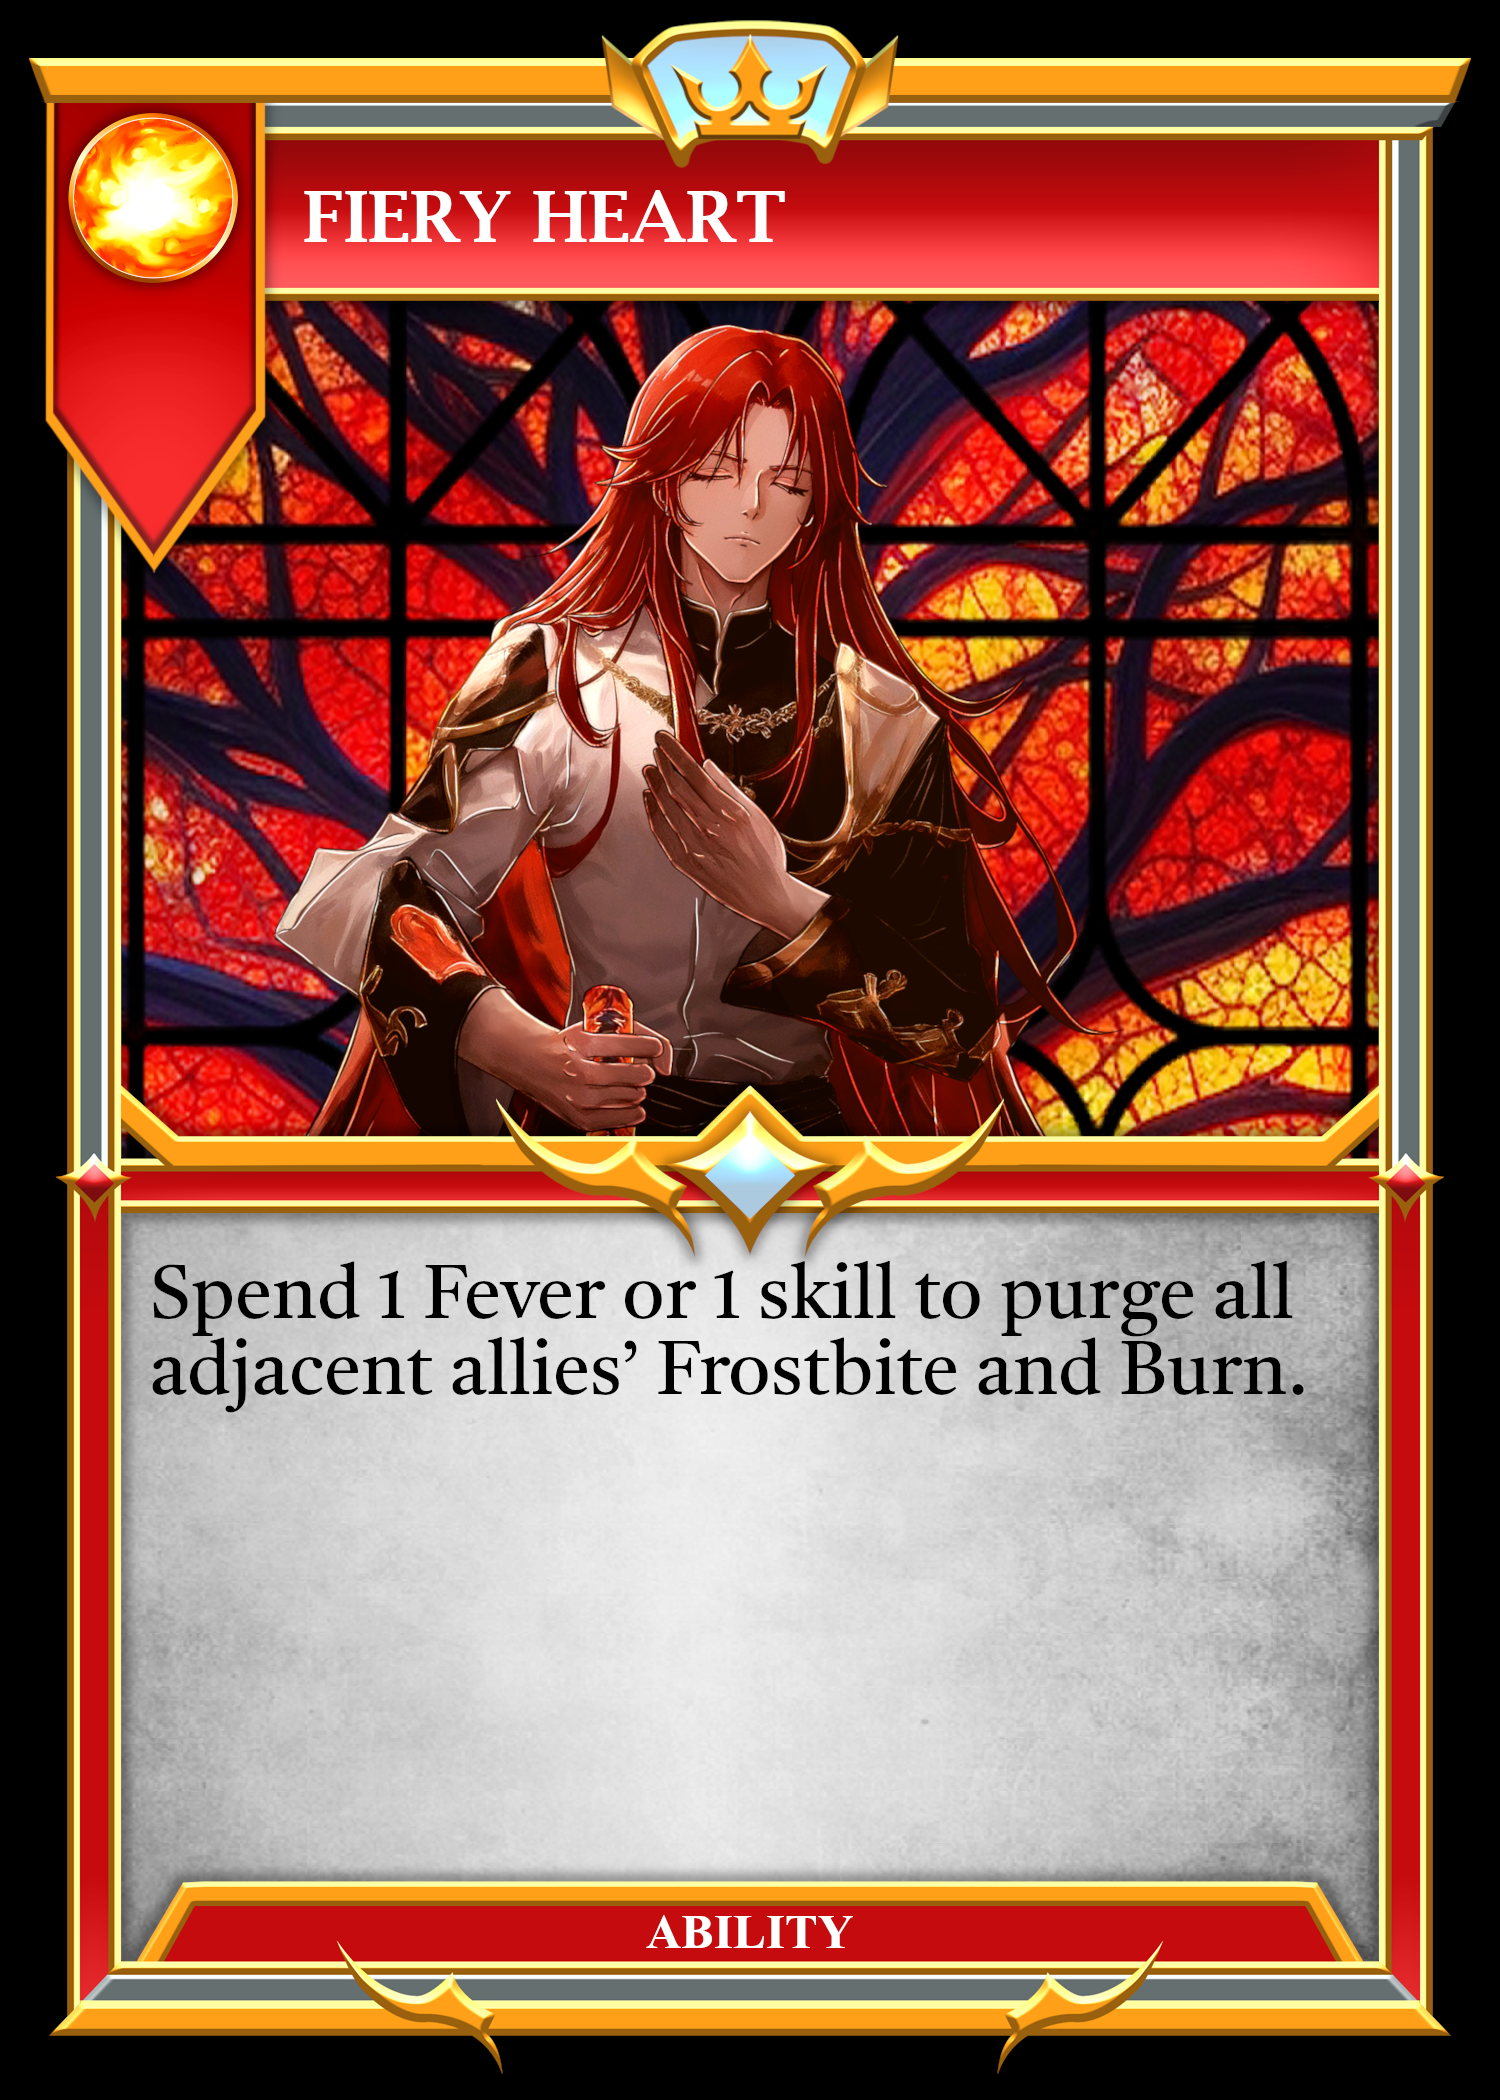 FIERY HEART
Spend 1 Fever or 1 skill to purge all
adjacent allies’ Frostbite and Burn.
ABILITY